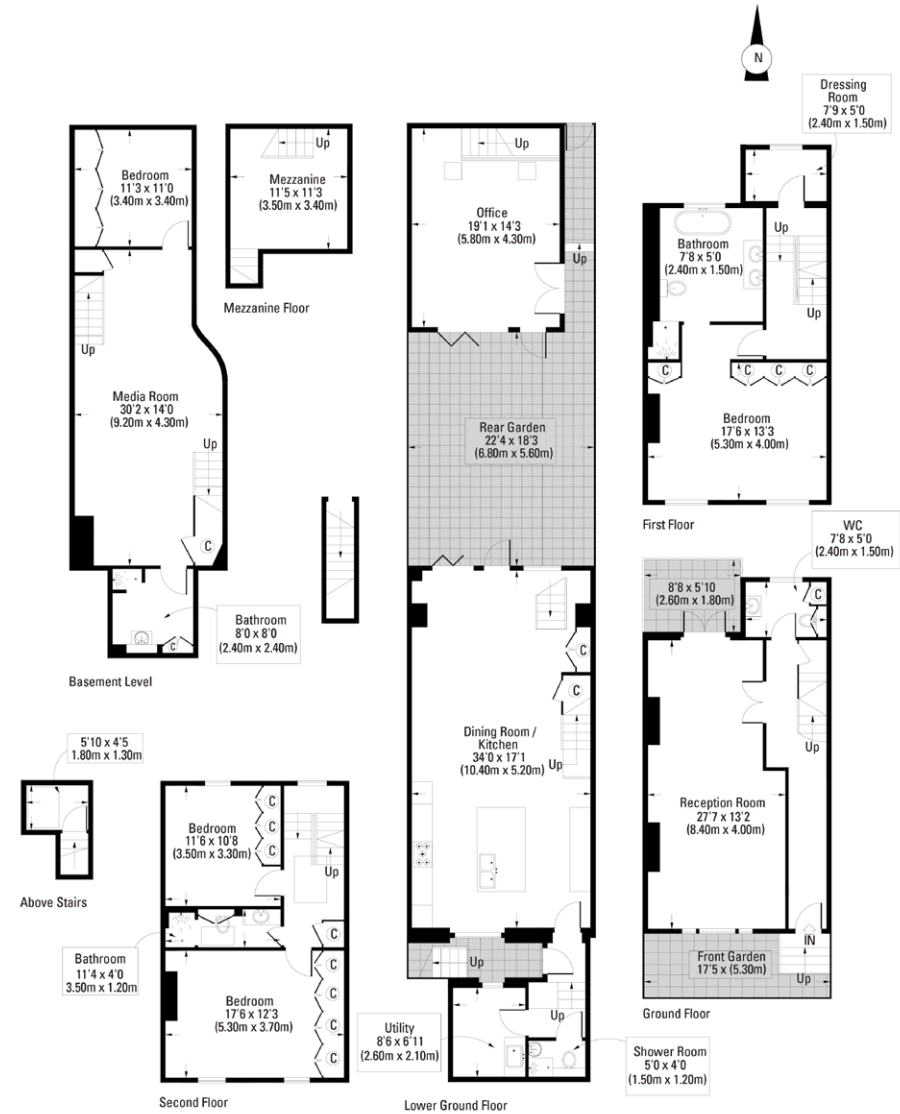 N
Dressing
Room
7'9 x 5'0
(2.40m x 1.50m)
Bedroom
11'3 x 11'0
(3.40m x 3.40m)
Up
Media Room
30'2 x 14'0
(9.20m x 4.30m)
Up
C
Bathroom
8'0 x 8'0
(2.40m x 2.40m)
C
Basement Level
Up
Mezzanine
11'5 x 11'3
(3.50m x 3.40m)
Mezzanine Floor
Up
Office
19'1 x 14'3
(5.80m x 4.30m)
Up
Rear Garden
22'4 x 18'3
(6.80m x 5.60m)
C
C
Dining Room /
Kitchen
34'0 x 17'1
(10.40m x 5.20m)
Up
Up
Up
Utility
8'6 x 6'11
(2.60m x 2.10m)
Shower Room
5'0 x 4'0
(1.50m x 1.20m)
Lower Ground Floor
Up
Bathroom
7'8 x 5'0
(2.40m x 1.50m)
Up
C
C
C
C
Bedroom
17'6 x 13'3
(5.30m x 4.00m)
First Floor
WC
7'8 x 5'0
(2.40m x 1.50m)
8'8 x 5'10
(2.60m x 1.80m)
C
Up
Reception Room
27'7 x 13'2
(8.40m x 4.00m)
IN
Front Garden
17'5 x (5.30m)
Up
Ground Floor
5'10 x 4'5
1.80m x 1.30m
Above Stairs
Bedroom
11'6 x 10'8
(3.50m x 3.30m)
C
C
C
Up
C
Bathroom
11'4 x 4'0
3.50m x 1.20m
Bedroom
17'6 x 12'3
(5.30m x 3.70m)
C
C
C
C
Second Floor